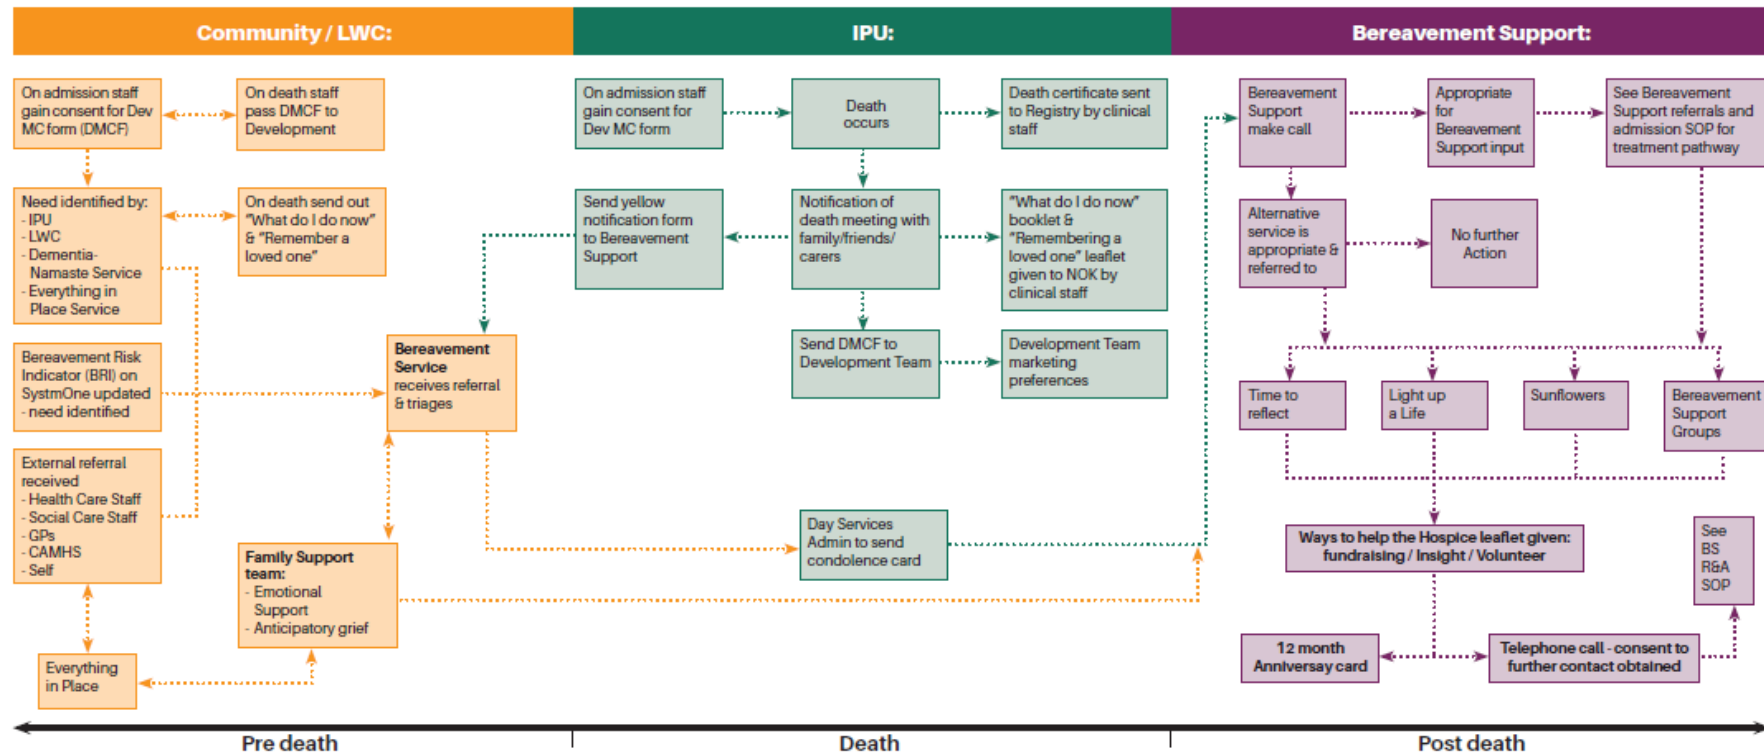 Community / LWC:
IPU:
Bereavement Support:
On admission staff
gain consent for Dev
MC form (DMCF)
On death staff
pass DMCF to
Development
Need identified by:
- IPU
- LWC
- Dementia-
Namaste Service
- Everything in
Place Service
On death send out
“What do I do now”
& “Remember a
loved one”
Bereavement Risk
Indicator (BRI) on
SystmOne updated
- need identified
Bereavement
Service
receives referral
& triages
External referral
received
- Health Care Staff
- Social Care Staff
- GPs
- CAMHS
- Self
Family Support
team:
- Emotional
Support
- Anticipatory grief
Everything
in Place
On admission staff
gain consent for
Dev MC form
Death
occurs
Death certificate sent
to Registry by clinical
staff
Send yellow
notification form
to Bereavement
Support
Notification of
death meeting with
family/friends/
carers
“What do I do now”
booklet &
“Remembering a
loved one” leaflet
given to NOK by
clinical staff
Send DMCF to
Development Team
Development Team
marketing
preferences
Day Services
Admin to send
condolence card
Bereavement
Support
make call
Appropriate
for
Bereavement
Support input
See Bereavement
Support referrals and
admission SOP for
treatment pathway
Alternative
service is
appropriate &
referred to
No further
Action
Time to
reflect
Light up
a Life
Sunflowers
Bereavement
Support
Groups
Ways to help the Hospice leaflet given:
fundraising / Insight / Volunteer
See
BS
R&A
SOP
12 month
Anniversay card
Telephone call - consent to
further contact obtained
Pre death
Death
Post death